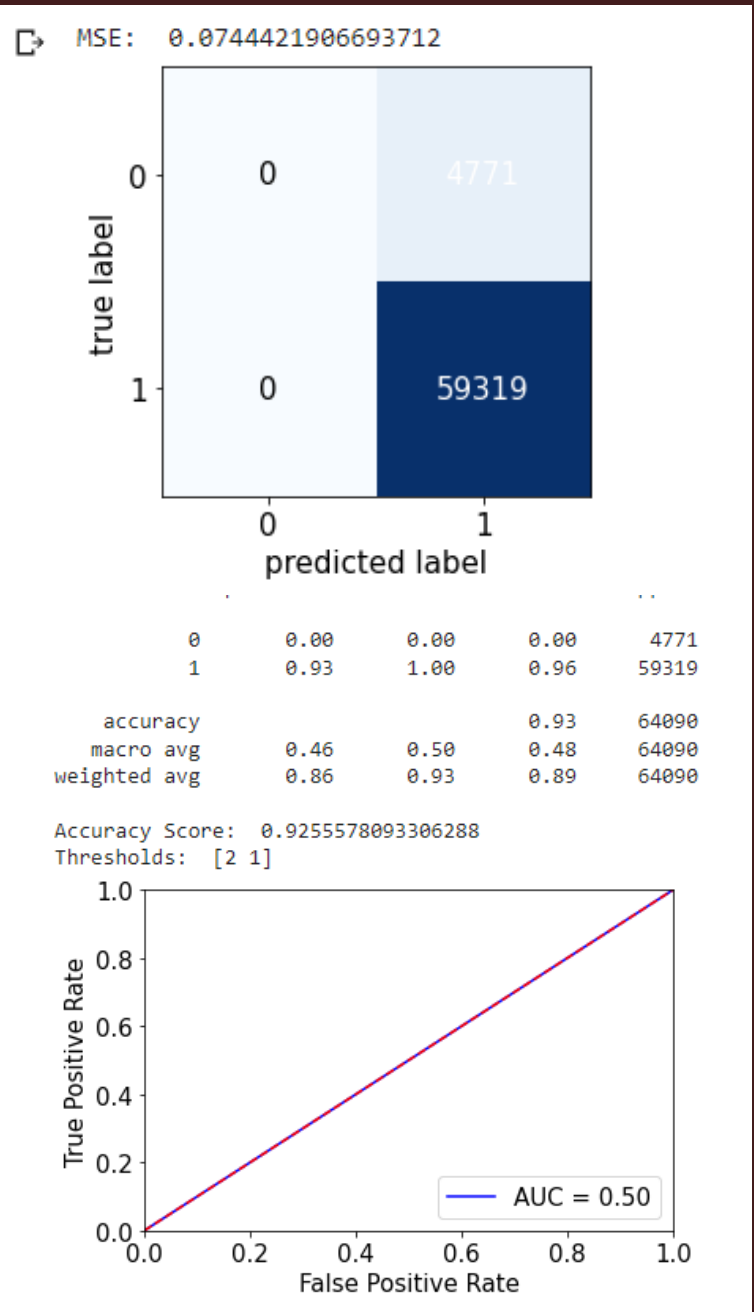 MSE: 0.0744421906693712
0 0 4771
true label
1 0 59319
0 1
predicted label
0 0.00 0.00 0.00 4771
1 0.93 1.00 0.96 59319
accuracy 0.93 64090
macro avg 0.46 0.50 0.48 64090
weighted avg 0.86 0.93 0.89 64090
Accuracy Score: 0.9255578093306288
Thresholds: [2 1]
1.0
0.8
0.6
0.4
0.2
0.0
True Positive Rate
AUC = 0.50
0.0 0.2 0.4 0.6 0.8 1.0
False Positive Rate